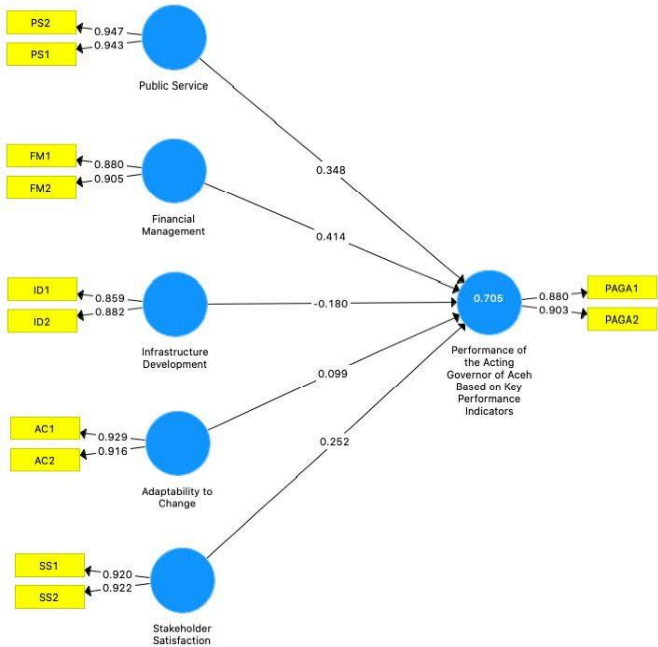 PS2
0.947
PS1
0.943
Public Service
0.348
FM1
0.880
FM2
0.905
Financial
Management
0.414
ID1
0.859
ID2
0.882
Infrastructure
Development
-0.180
AC1
0.929
AC2
0.916
Adaptability to
Change
0.099
SS1
0.920
SS2
0.922
Stakeholder
Satisfaction
0.252
0.705
Performance of
the Acting
Governor of Aceh
Based on Key
Performance
Indicators
0.880
PAGA1
0.903
PAGA2